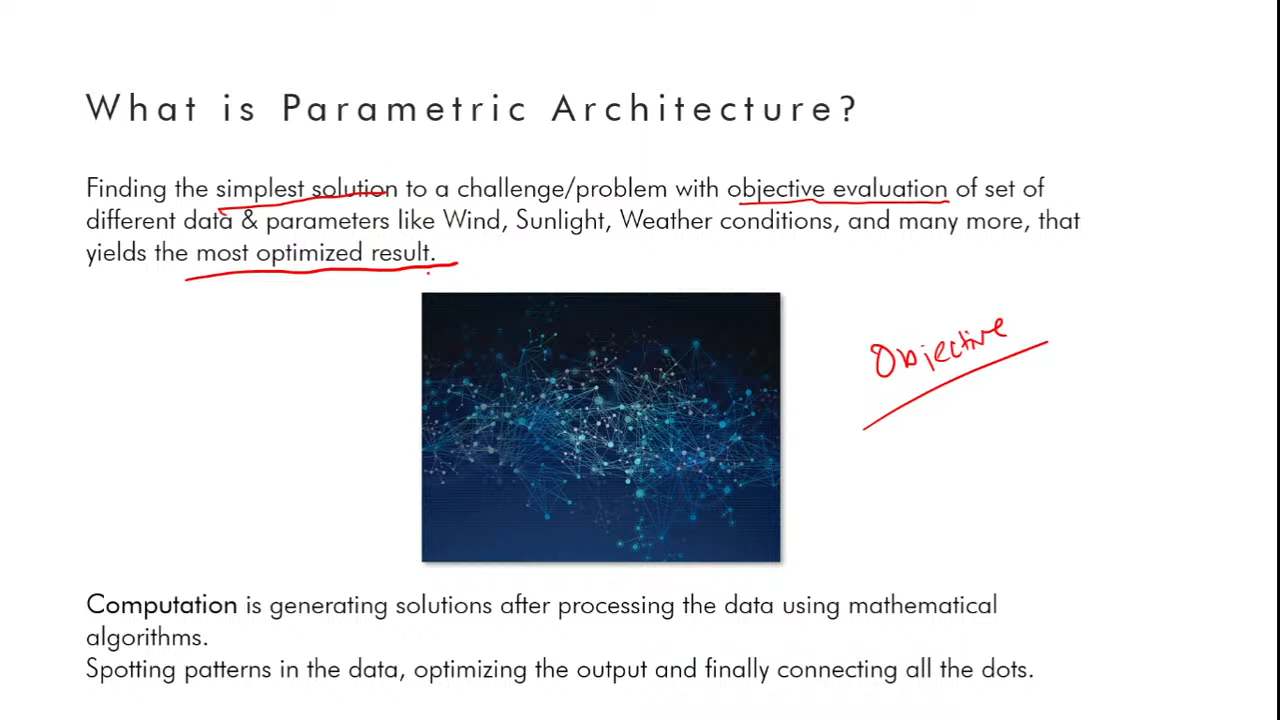 What is Parametric Architecture?
Finding the simplest solution to a challenge/problem with objective evaluation of set of
different data & parameters like Wind, Sunlight, Weather conditions, and many more, that
yields the most optimized result.
Objective
Computation is generating solutions after processing the data using mathematical
algorithms.
Spotting patterns in the data, optimizing the output and finally connecting all the dots.